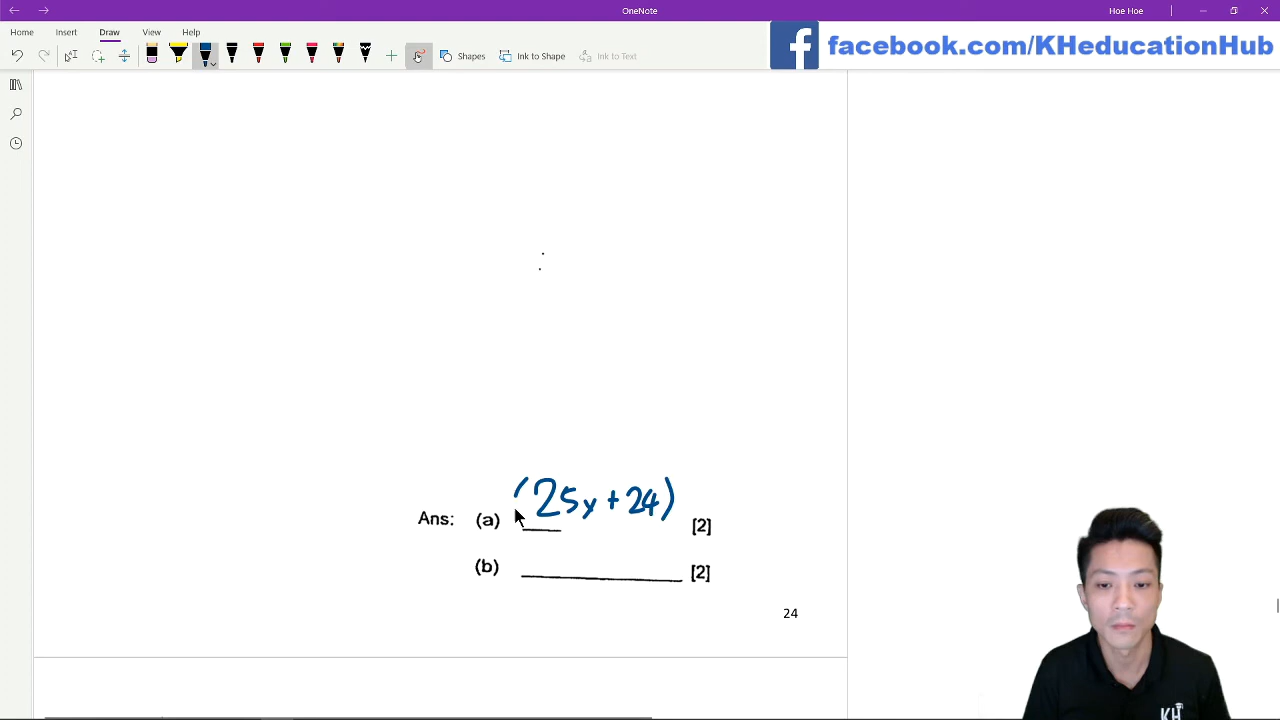 OneNote
Hoe Hoe
Home Insert Draw View Help
facebook.com/KHeducationHub
Shapes Ink to Shape Ink to Text
(25y+24)
Ans: (a) [2]
(b) [2]
24
KH